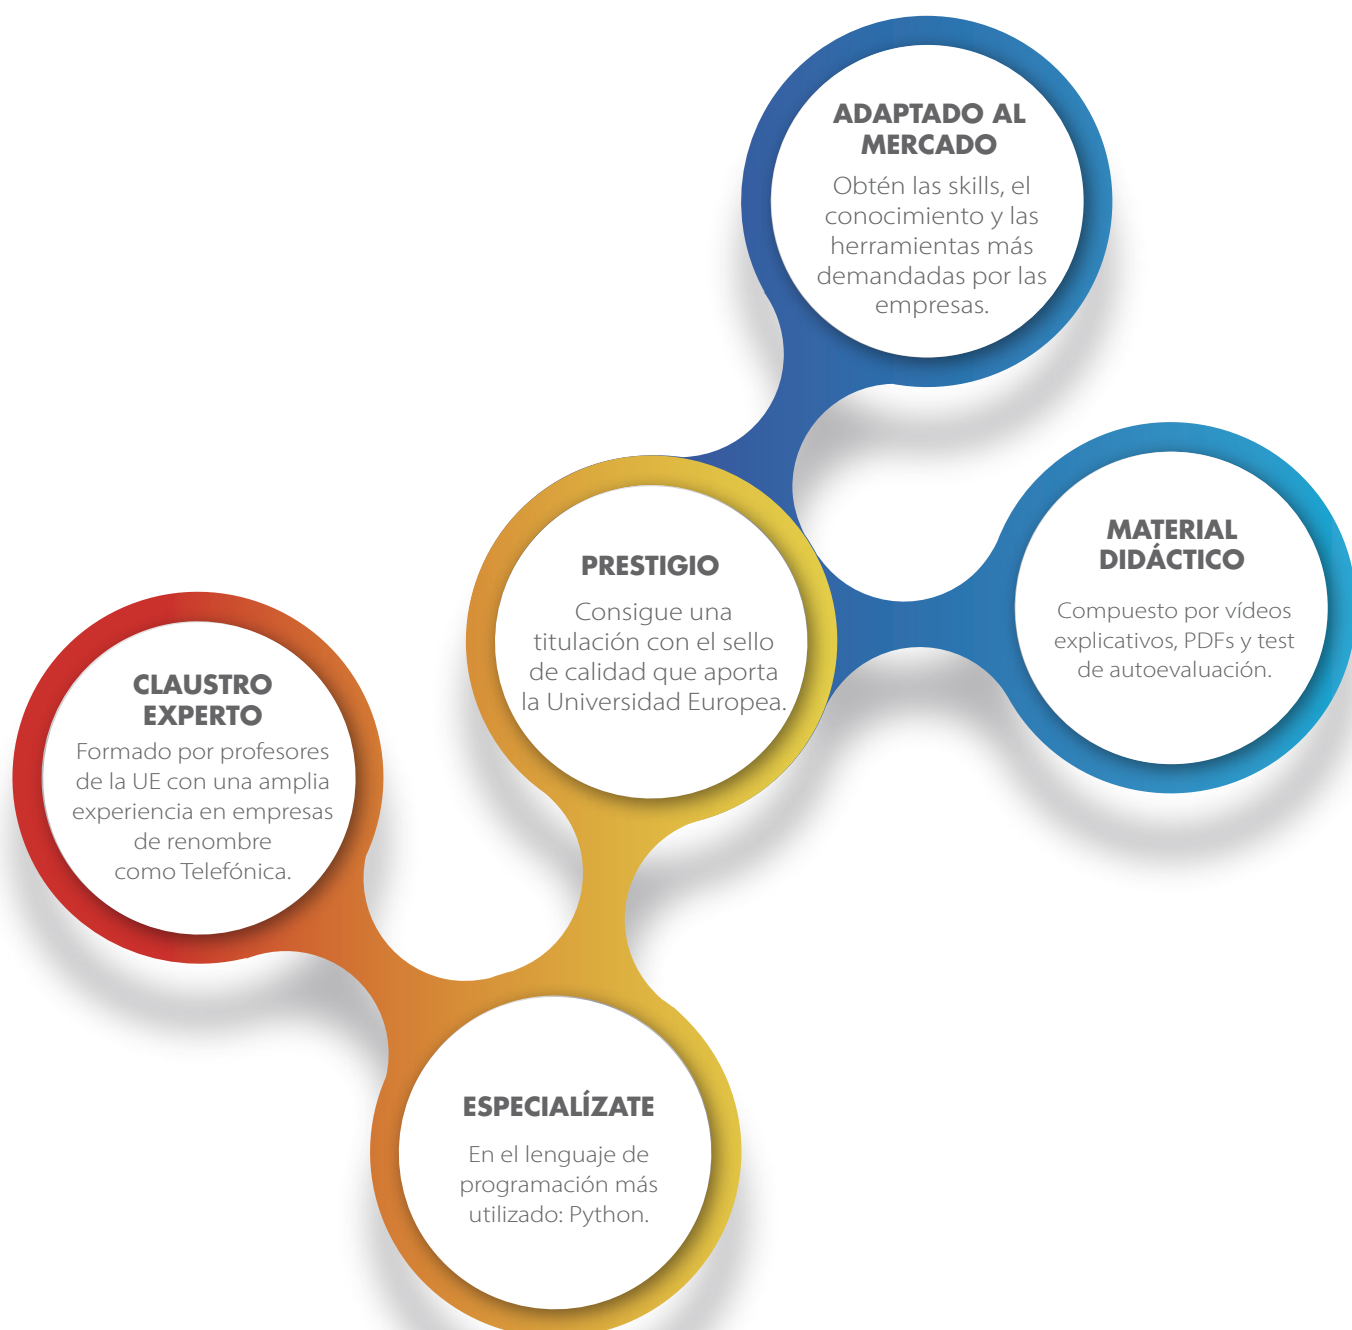 ADAPTADO AL
MERCADO
Obtén las skills, el
conocimiento y las
herramientas más
demandadas por las
empresas.
MATERIAL
DIDÁCTICO
Compuesto por vídeos
explicativos, PDFs y test
de autoevaluación.
PRESTIGIO
Consigue una
titulación con el sello
de calidad que aporta
la Universidad Europea.
CLAUSTRO
EXPERTO
Formado por profesores
de la UE con una amplia
experiencia en empresas
de renombre
como Telefónica.
ESPECIALÍZATE
En el lenguaje de
programación más
utilizado: Python.